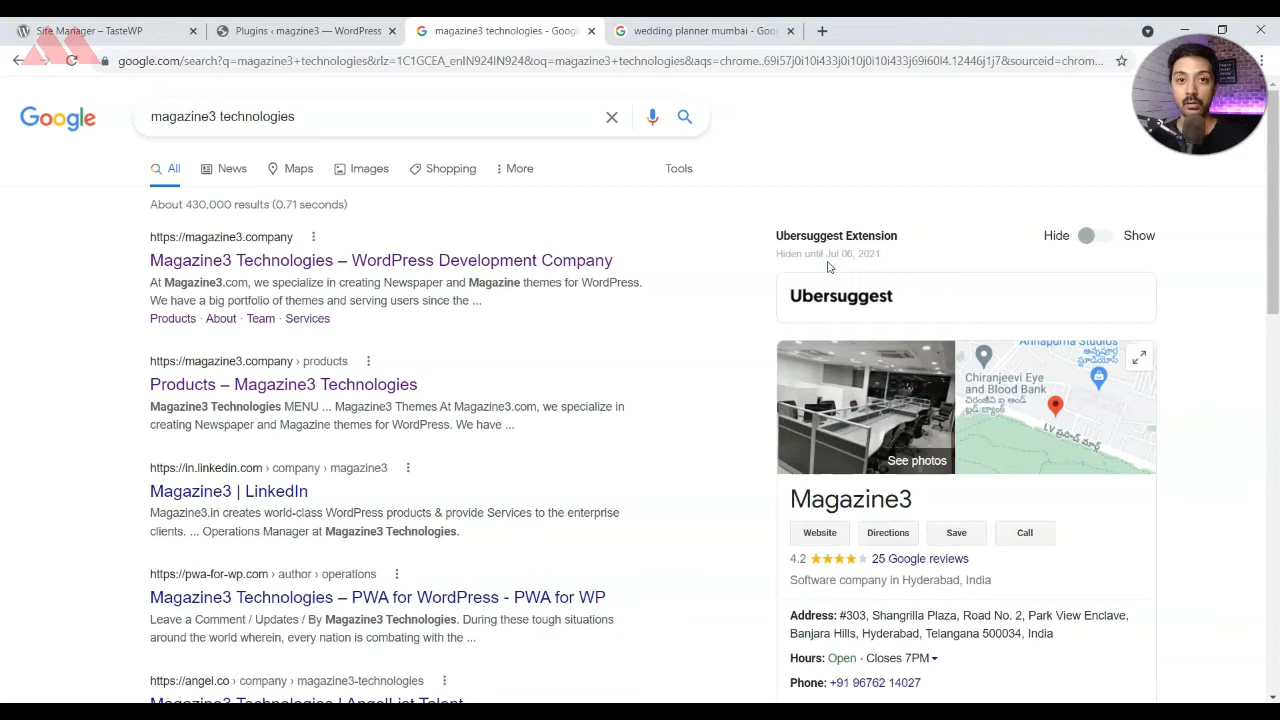 Site Manager – TasteWP
Plugins ‹ magzine3 — WordPress
magazine3 technologies - Googl
wedding planner mumbai - Goo
google.com/search?q=magazine3+technologies&rlz=1C1GCEA_enIN924IN924&oq=magazine3+technologies&aqs=chrome..69i57j0i10i433j0i10j0i10i433j69i60l4.12446j1j7&sourceid=chrom...
Google
magazine3 technologies
All
News
Maps
Images
Shopping
More
Tools
About 430,000 results (0.71 seconds)
https://magazine3.company
Magazine3 Technologies – WordPress Development Company
At Magazine3.com, we specialize in creating Newspaper and Magazine themes for WordPress.
We have a big portfolio of themes and serving users since the ...
Products · About · Team · Services
https://magazine3.company › products
Products – Magazine3 Technologies
Magazine3 Technologies MENU ... Magazine3 Themes At Magazine3.com, we specialize in
creating Newspaper and Magazine themes for WordPress. We have ...
https://in.linkedin.com › company › magazine3
Magazine3 | LinkedIn
Magazine3.in creates world-class WordPress products & provide Services to the enterprise
clients. ... Operations Manager at Magazine3 Technologies.
https://pwa-for-wp.com › author › operations
Magazine3 Technologies – PWA for WordPress - PWA for WP
Leave a Comment / Updates / By Magazine3 Technologies. During these tough situations
around the world wherein, every nation is combating with the ...
https://angel.co › company › magazine3-technologies
Magazine3 Technologies | AngelList Talent
Ubersuggest Extension
Hide
Show
Hiden until Jul 06, 2021
Ubersuggest
See photos
Annapurna Studios
అన్నపూర్ణ
స్టూడియోస్
Chiranjeevi Eye
and Blood Bank
చిరంజీవి ఐ అండ్
బ్లడ్ బ్యాంక్
LV ప్రసాద్ మార్గ్
Magazine3
Website
Directions
Save
Call
4.2
25 Google reviews
Software company in Hyderabad, India
Address: #303, Shangrilla Plaza, Road No. 2, Park View Enclave,
Banjara Hills, Hyderabad, Telangana 500034, India
Hours: Open · Closes 7PM
Phone: +91 96762 14027